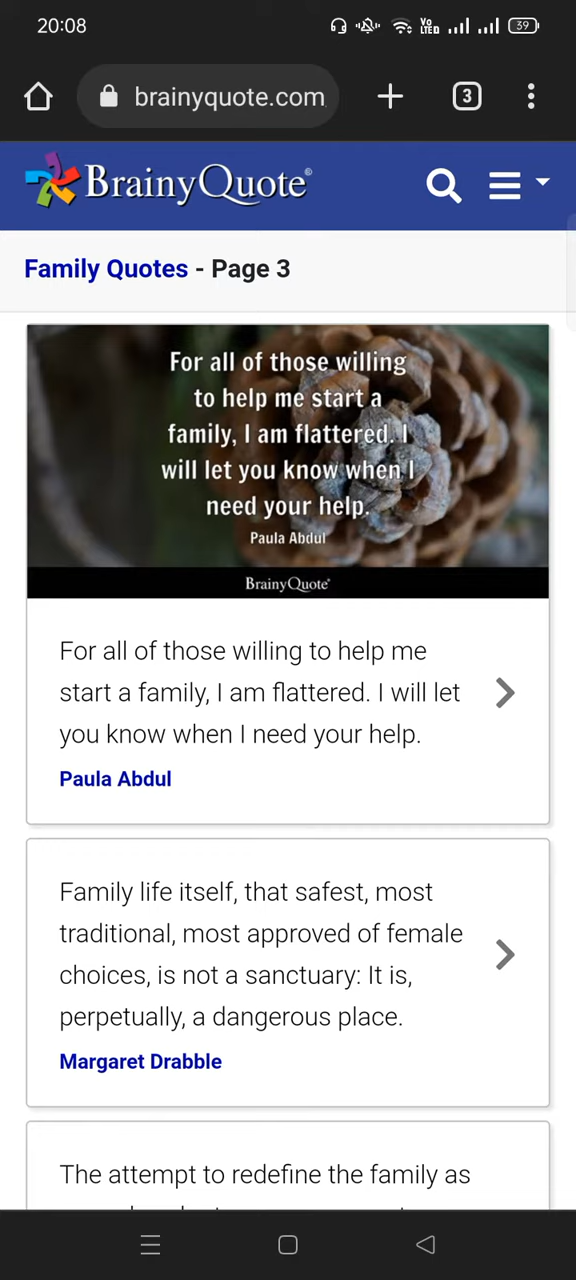 20:08
Vo
LTED
39
brainyquote.com
3
BrainyQuote®
Family Quotes - Page 3
For all of those willing
to help me start a
family, I am flattered. I
will let you know when I
need your help.
Paula Abdul
BrainyQuote®
For all of those willing to help me
start a family, I am flattered. I will let
you know when I need your help.
Paula Abdul
Family life itself, that safest, most
traditional, most approved of female
choices, is not a sanctuary: It is,
perpetually, a dangerous place.
Margaret Drabble
The attempt to redefine the family as